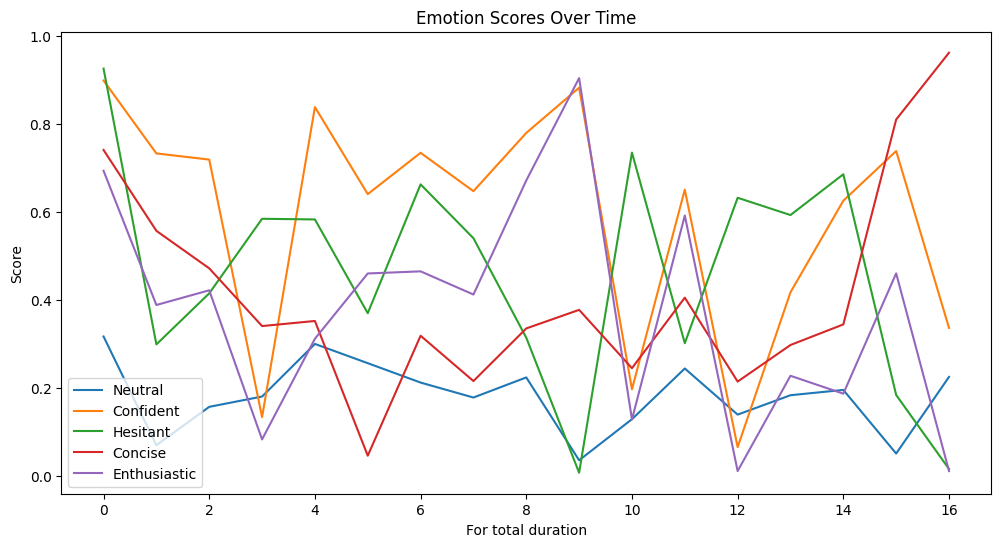 Emotion Scores Over Time
Score
1.0
0.8
0.6
0.4
0.2
0.0
Neutral
Confident
Hesitant
Concise
Enthusiastic
0 2 4 6 8 10 12 14 16
For total duration